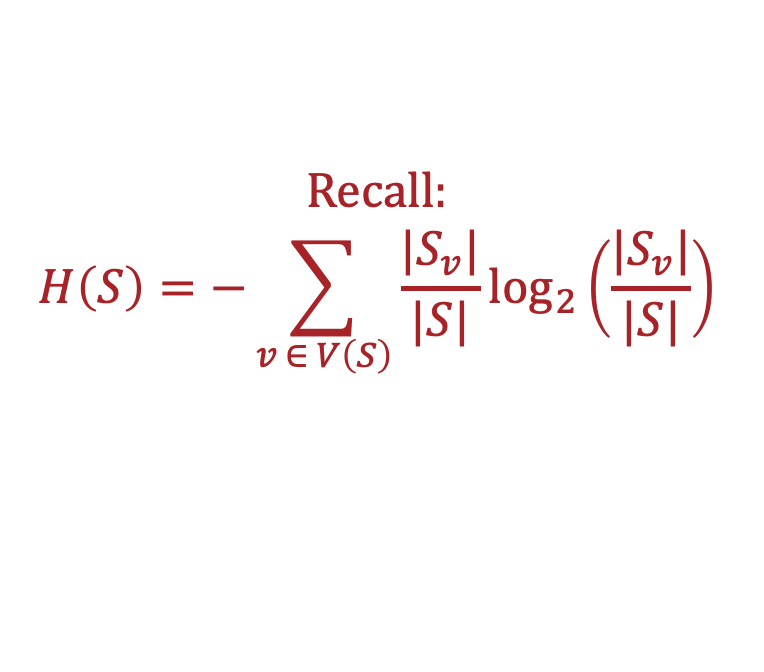 Recall:
H(S) = − ∑_{v ∈ V(S)} |S_v|/|S| log₂ (|S_v|/|S|)